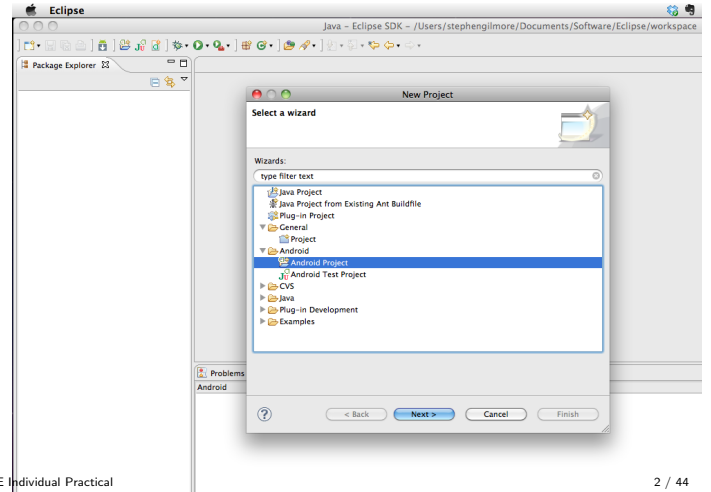 Eclipse
Java – Eclipse SDK – /Users/stephengilmore/Documents/Software/Eclipse/workspace
Package Explorer
New Project
Select a wizard
Wizards:
type filter text
Java Project
Java Project from Existing Ant Buildfile
Plug-in Project
General
Project
Android
Android Project
Android Test Project
CVS
Java
Plug-in Development
Examples
Problems
Android
?
< Back
Next >
Cancel
Finish
E Individual Practical
2 / 44